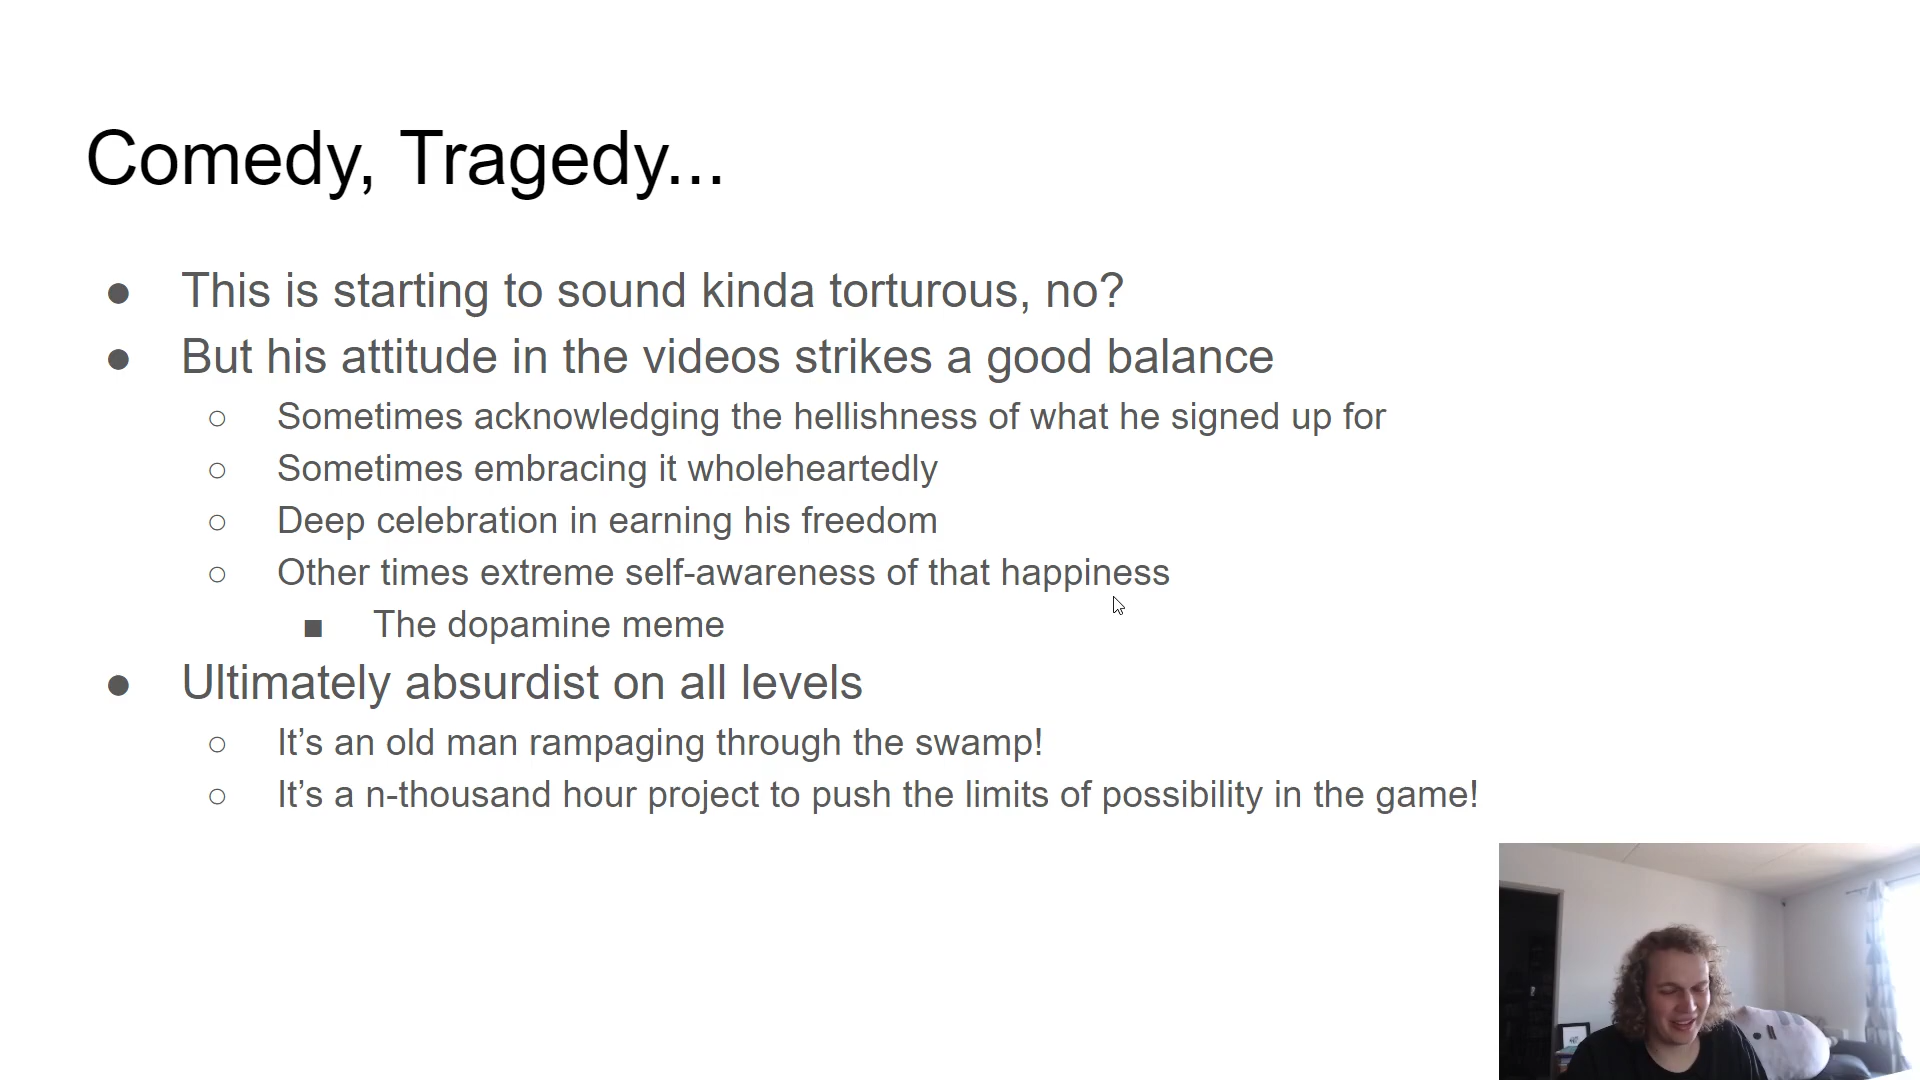 Comedy, Tragedy...
● This is starting to sound kinda torturous, no?
● But his attitude in the videos strikes a good balance
○ Sometimes acknowledging the hellishness of what he signed up for
○ Sometimes embracing it wholeheartedly
○ Deep celebration in earning his freedom
○ Other times extreme self-awareness of that happiness
■ The dopamine meme
● Ultimately absurdist on all levels
○ It’s an old man rampaging through the swamp!
○ It’s a n-thousand hour project to push the limits of possibility in the game!